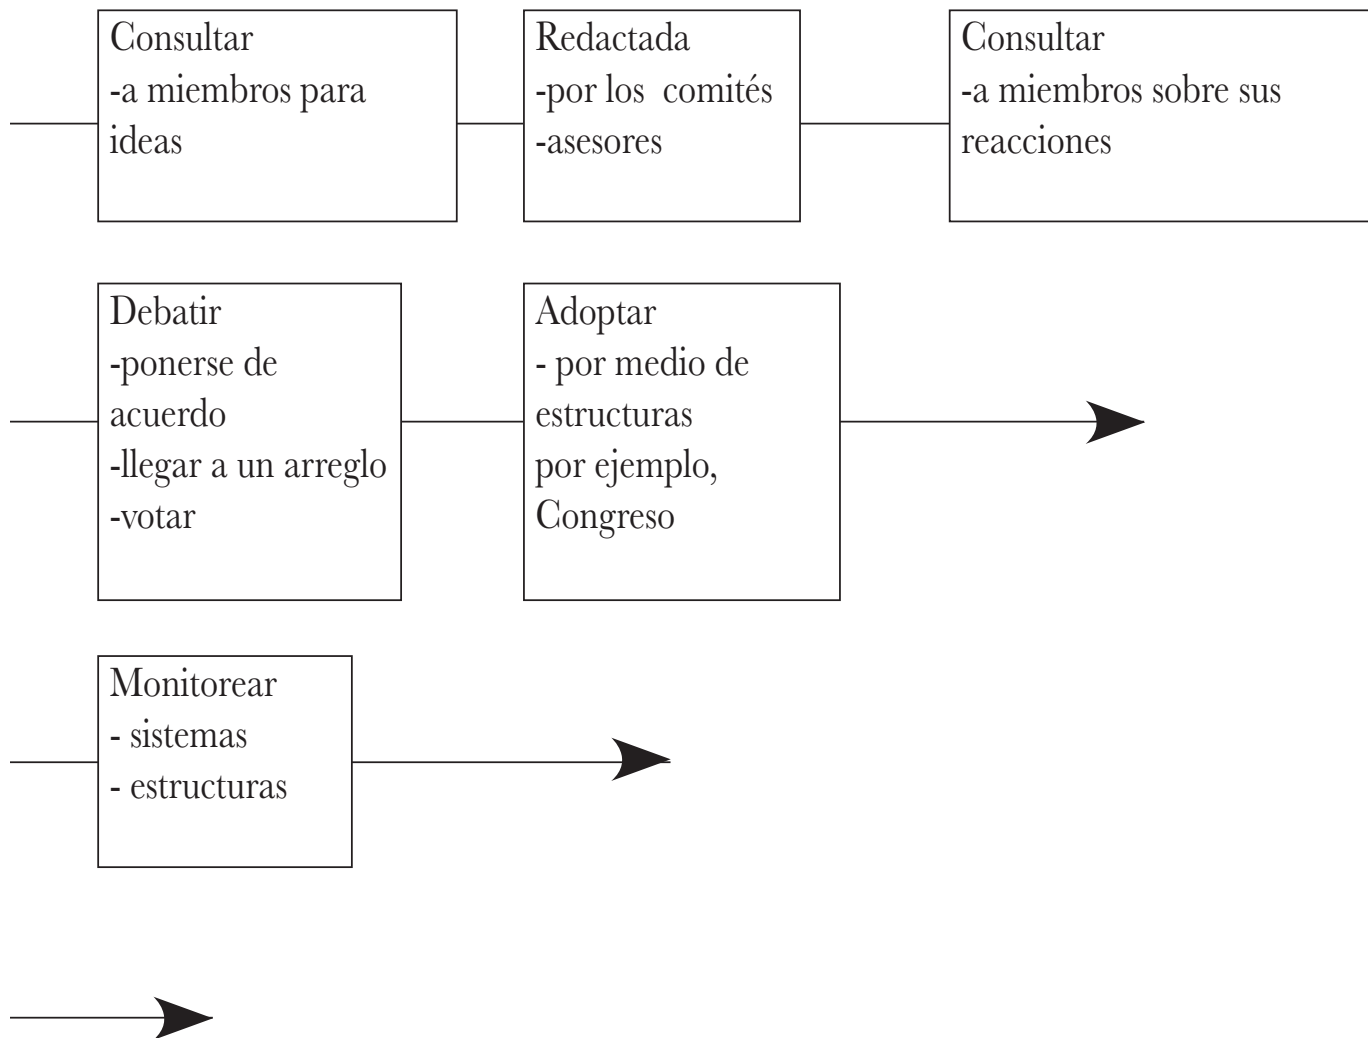 Consultar
-a miembros para
ideas
Redactada
-por los  comités
-asesores
Consultar
-a miembros sobre sus
reacciones
Debatir
-ponerse de
acuerdo
-llegar a un arreglo
-votar
Adoptar
- por medio de
estructuras
por ejemplo,
Congreso
Monitorear
- sistemas
- estructuras